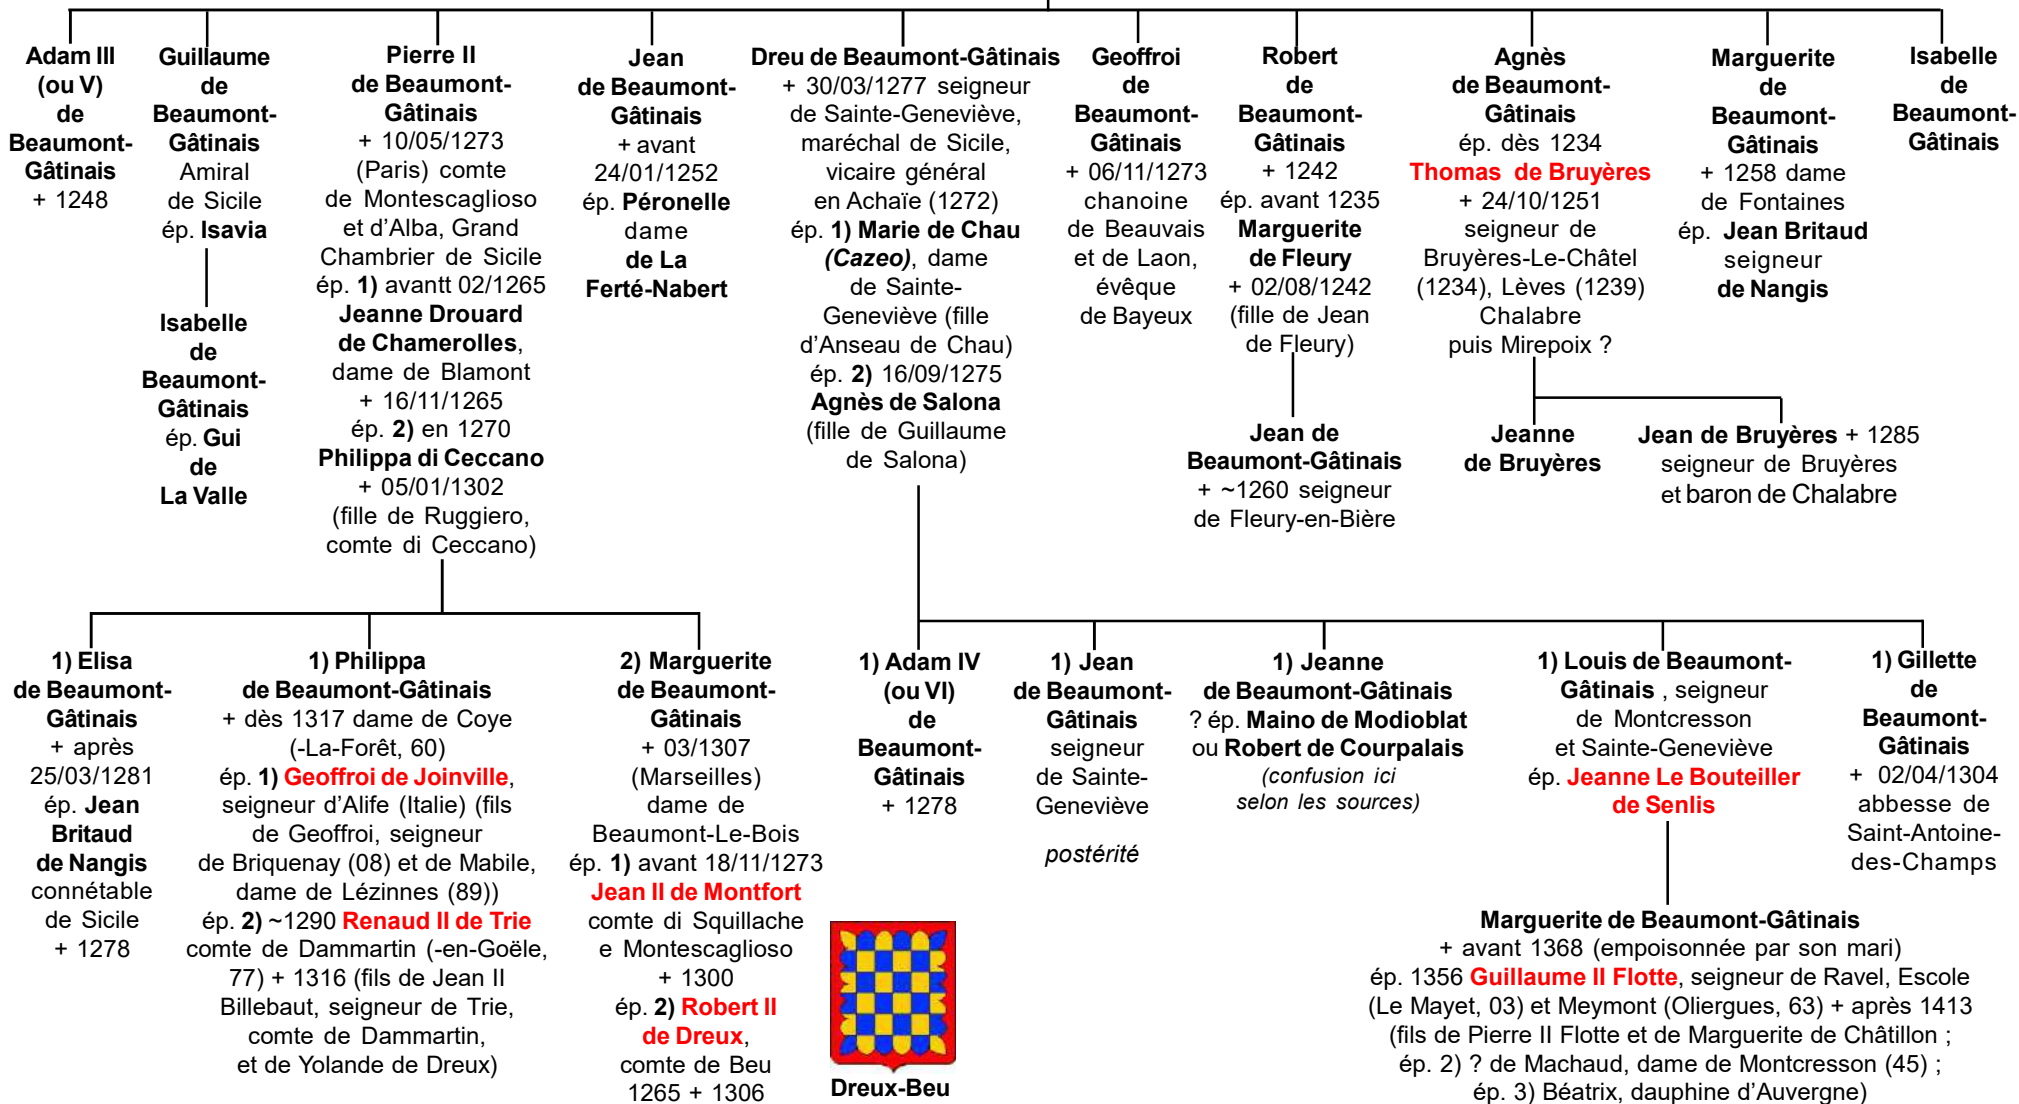 Adam III
(ou V)
de
Beaumont-
Gâtinais
+ 1248
Guillaume
de
Beaumont-
Gâtinais
Amiral
de Sicile
ép. Isavia
Isabelle
de
Beaumont-
Gâtinais
ép. Gui
de
La Valle
Pierre II
de Beaumont-
Gâtinais
+ 10/05/1273
(Paris) comte
de Montescaglioso
et d'Alba, Grand
Chambrier de Sicile
ép. 1) avantt 02/1265
Jeanne Drouard
de Chamerolles,
dame de Blamont
+ 16/11/1265
ép. 2) en 1270
Philippa di Ceccano
+ 05/01/1302
(fille de Ruggiero,
comte di Ceccano)
Jean
de Beaumont-
Gâtinais
+ avant
24/01/1252
ép. Péronelle
dame
de La
Ferté-Nabert
Dreu de Beaumont-Gâtinais
+ 30/03/1277 seigneur
de Sainte-Geneviève,
maréchal de Sicile,
vicaire général
en Achaïe (1272)
ép. 1) Marie de Chau
(Cazeo), dame
de Sainte-
Geneviève (fille
d'Anseau de Chau)
ép. 2) 16/09/1275
Agnès de Salona
(fille de Guillaume
de Salona)
Geoffroi
de
Beaumont-
Gâtinais
+ 06/11/1273
chanoine
de Beauvais
et de Laon,
évêque
de Bayeux
Robert
de
Beaumont-
Gâtinais
+ 1242
ép. avant 1235
Marguerite
de Fleury
+ 02/08/1242
(fille de Jean
de Fleury)
Jean de
Beaumont-Gâtinais
+ ~1260 seigneur
de Fleury-en-Bière
Agnès
de Beaumont-
Gâtinais
ép. dès 1234
Thomas de Bruyères
+ 24/10/1251
seigneur de
Bruyères-Le-Châtel
(1234), Lèves (1239)
Chalabre
puis Mirepoix ?
Jeanne
de Bruyères
Jean de Bruyères + 1285
seigneur de Bruyères
et baron de Chalabre
Marguerite
de
Beaumont-
Gâtinais
+ 1258 dame
de Fontaines
ép. Jean Britaud
seigneur
de Nangis
Isabelle
de
Beaumont-
Gâtinais
1) Elisa
de Beaumont-
Gâtinais
+ après
25/03/1281
ép. Jean
Britaud
de Nangis
connétable
de Sicile
+ 1278
1) Philippa
de Beaumont-Gâtinais
+ dès 1317 dame de Coye
(-La-Forêt, 60)
ép. 1) Geoffroi de Joinville,
seigneur d'Alife (Italie) (fils
de Geoffroi, seigneur
de Briquenay (08) et de Mabile,
dame de Lézinnes (89))
ép. 2) ~1290 Renaud II de Trie
comte de Dammartin (-en-Goële,
77) + 1316 (fils de Jean II
Billebaut, seigneur de Trie,
comte de Dammartin,
et de Yolande de Dreux)
2) Marguerite
de Beaumont-
Gâtinais
+ 03/1307
(Marseilles)
dame de
Beaumont-Le-Bois
ép. 1) avant 18/11/1273
Jean II de Montfort
comte di Squillache
e Montescaglioso
+ 1300
ép. 2) Robert II
de Dreux,
comte de Beu
1265 + 1306
Dreux-Beu
1) Adam IV
(ou VI)
de
Beaumont-
Gâtinais
+ 1278
1) Jean
de Beaumont-
Gâtinais
seigneur
de Sainte-
Geneviève
postérité
1) Jeanne
de Beaumont-Gâtinais
? ép. Maino de Modioblat
ou Robert de Courpalais
(confusion ici
selon les sources)
1) Louis de Beaumont-
Gâtinais , seigneur
de Montcresson
et Sainte-Geneviève
ép. Jeanne Le Bouteiller
de Senlis
Marguerite de Beaumont-Gâtinais
+ avant 1368 (empoisonnée par son mari)
ép. 1356 Guillaume II Flotte, seigneur de Ravel, Escole
(Le Mayet, 03) et Meymont (Oliergues, 63) + après 1413
(fils de Pierre II Flotte et de Marguerite de Châtillon ;
ép. 2) ? de Machaud, dame de Montcresson (45) ;
ép. 3) Béatrix, dauphine d'Auvergne)
1) Gillette
de
Beaumont-
Gâtinais
+ 02/04/1304
abbesse de
Saint-Antoine-
des-Champs